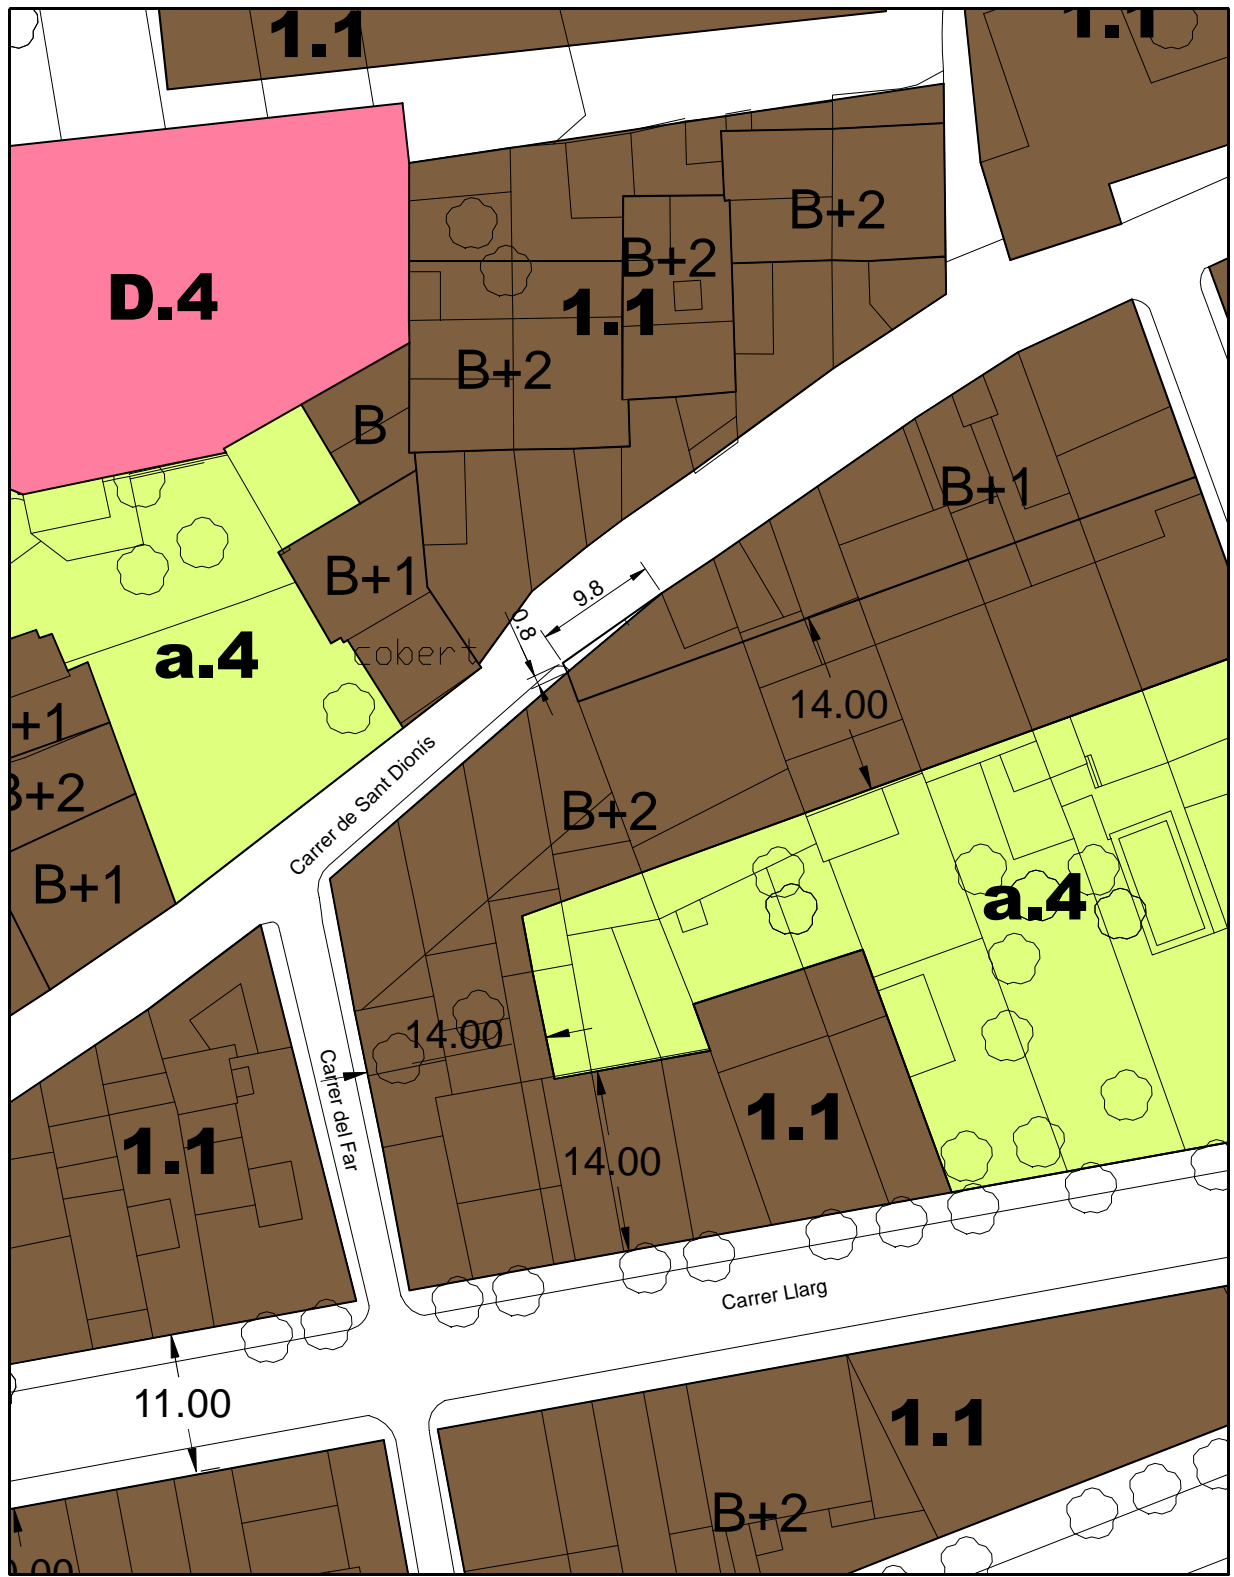 1.1
1.1
B+2
B+2
D.4
1.1
B+2
B
B+1
B+1
9.8
0.8
cobert
a.4
14.00
+1
Carrer de Sant Dionís
B+2
B+2
B+1
a.4
14.00
Carrer del Far
1.1
1.1
14.00
Carrer Llarg
11.00
1.1
B+2
0.00